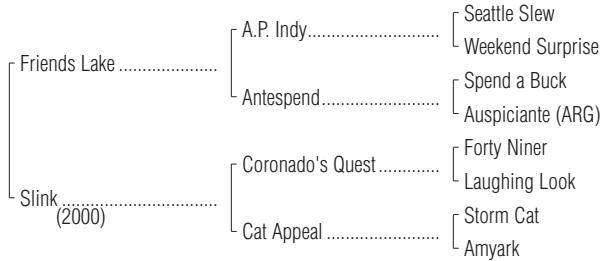 Seattle Slew
A.P. Indy
Weekend Surprise
Friends Lake
Spend a Buck
Antespend
Auspiciante (ARG)
Forty Niner
Coronado's Quest
Laughing Look
Slink
(2000)
Storm Cat
Cat Appeal
Amyark